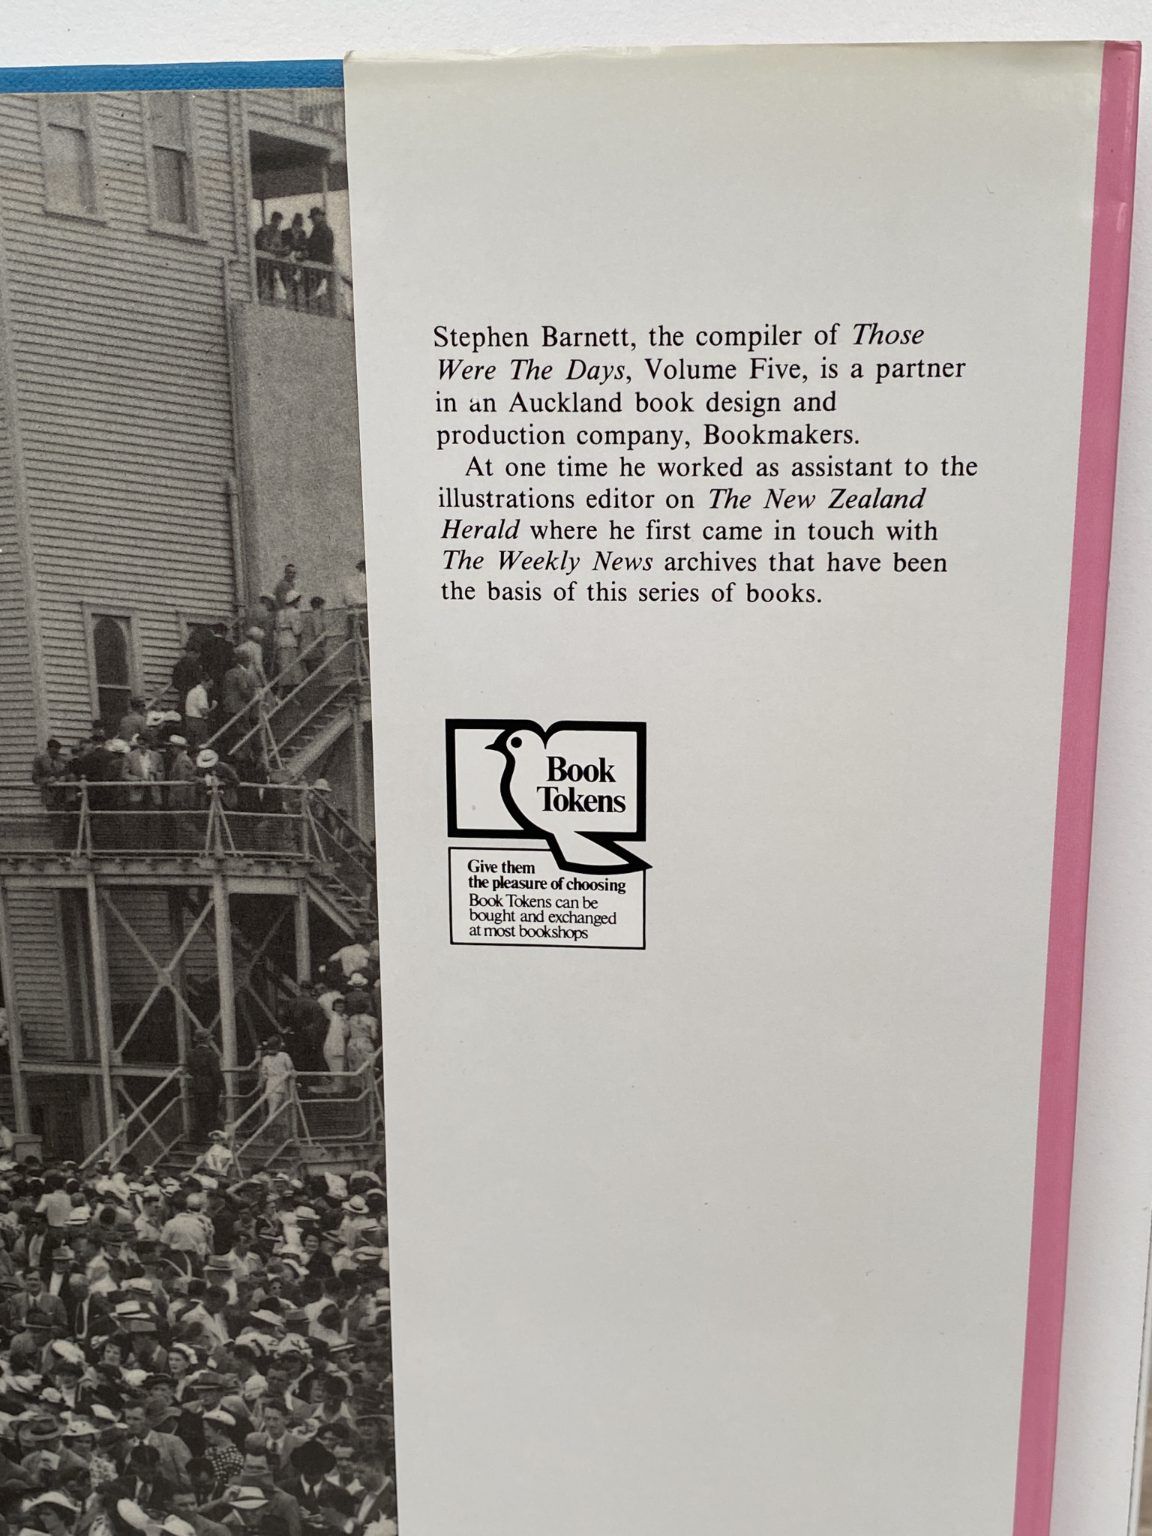 Stephen Barnett, the compiler of Those
Were The Days, Volume Five, is a partner
in an Auckland book design and
production company, Bookmakers.
At one time he worked as assistant to the
illustrations editor on The New Zealand
Herald where he first came in touch with
The Weekly News archives that have been
the basis of this series of books.
Book
Tokens
Give them
the pleasure of choosing
Book Tokens can be
bought and exchanged
at most bookshops